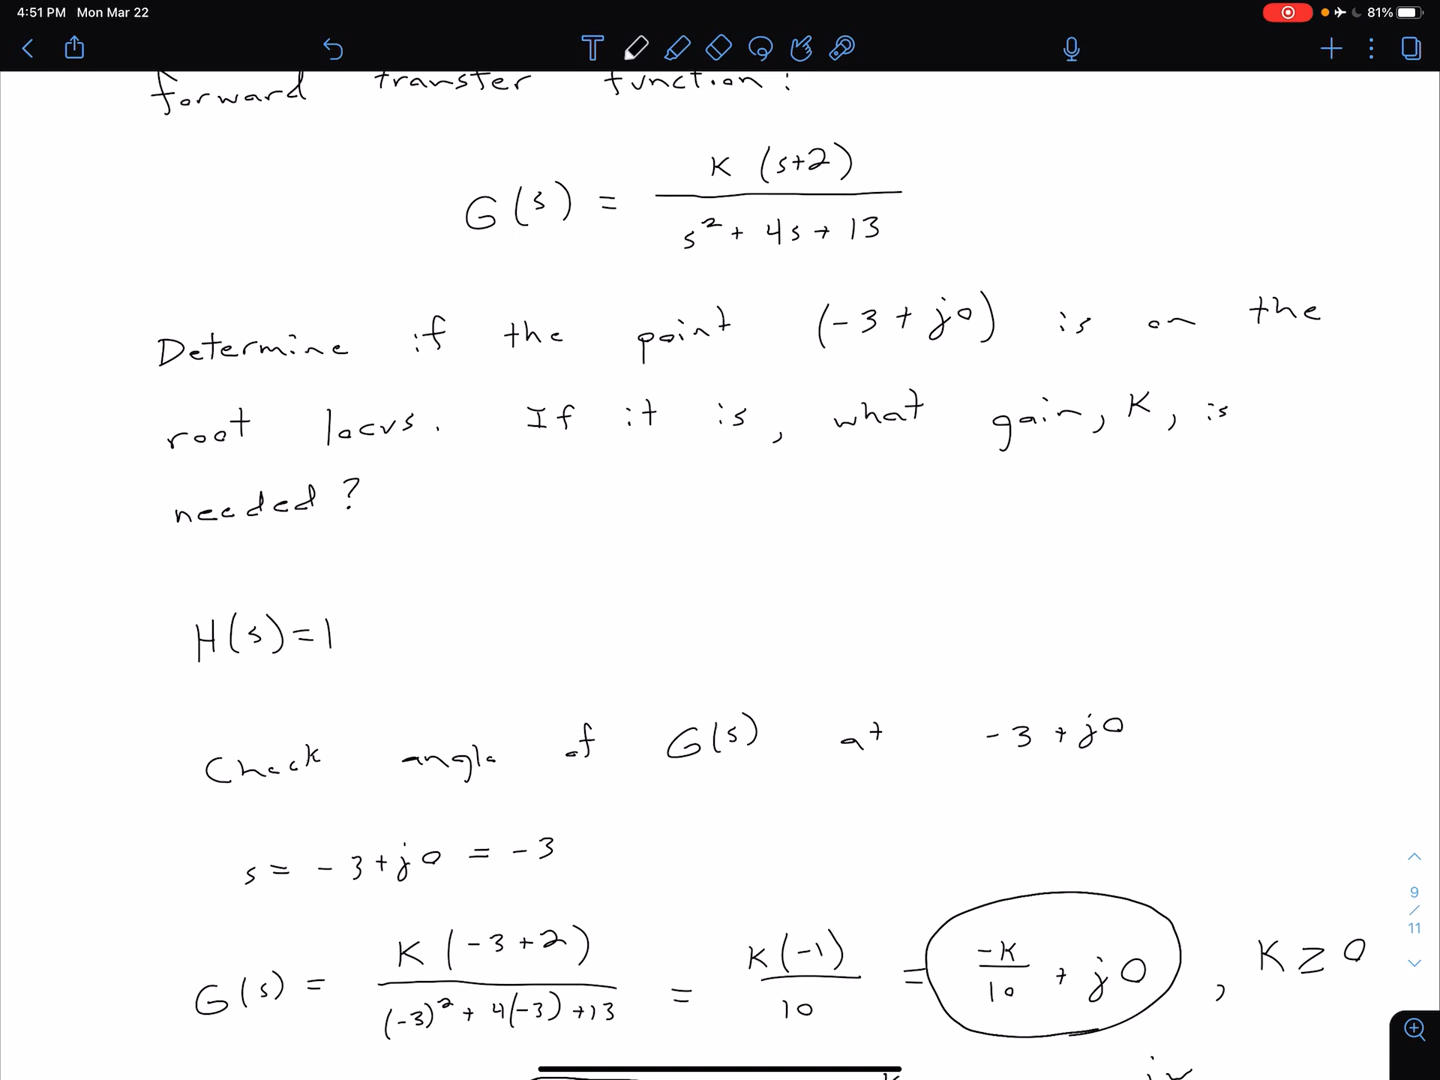 4:51 PM Mon Mar 22
81%
forward transfer function:
G(s) = K (s+2) / s² + 4s + 13
Determine if the point (-3 + j0) is on the
root locus. If it is, what gain, K, is
needed?
H(s)=1
Check angle of G(s) at -3 + j0
s = -3 + j0 = -3
G(s) = K (-3+2) / (-3)² + 4(-3) +13 = K(-1) / 10 = -K / 10 + j0 , K ≥ 0
9
/
11